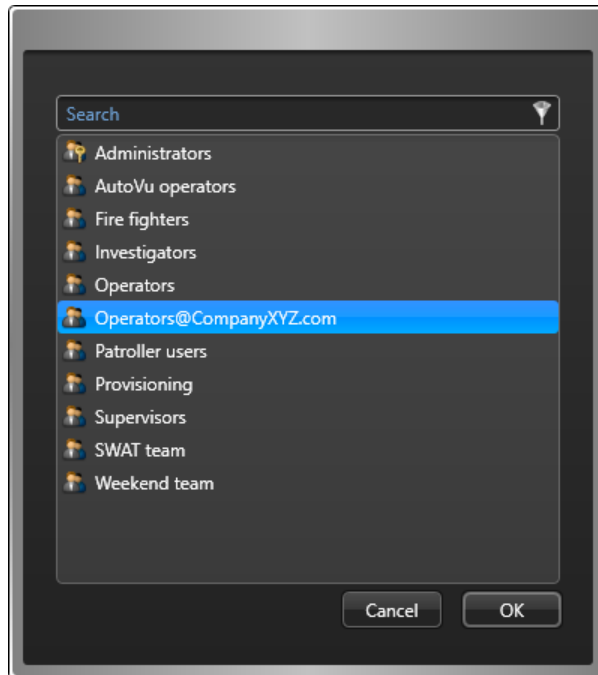 Search
Administrators
AutoVu operators
Fire fighters
Investigators
Operators
Operators@CompanyXYZ.com
Patroller users
Provisioning
Supervisors
SWAT team
Weekend team
Cancel OK